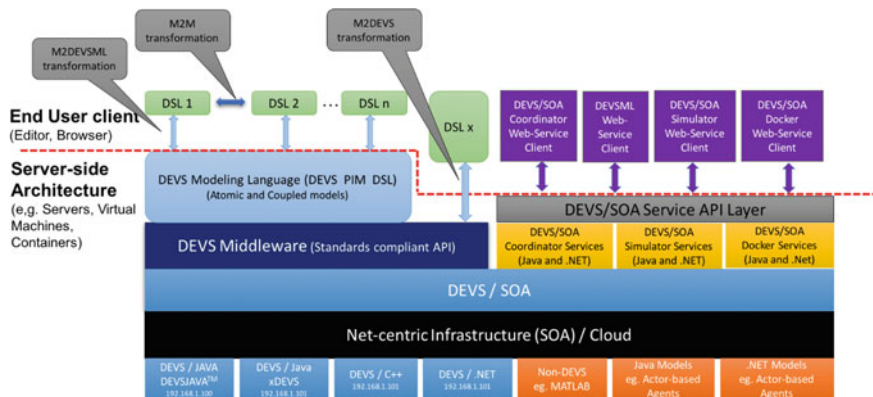 M2M
transformation
M2DEVSML
transformation
M2DEVS
transformation
End User client
(Editor, Browser)
DSL 1
DSL 2
...
DSL n
DSL x
DEVS/SOA
Coordinator
Web-Service
Client
DEVSML
Web-
Service
Client
DEVS/SOA
Simulator
Web-Service
Client
DEVS/SOA
Docker
Web-Service
Client
Server-side
Architecture
(e,g. Servers, Virtual
Machines,
Containers)
DEVS Modeling Language (DEVS PIM DSL)
(Atomic and Coupled models)
DEVS/SOA Service API Layer
DEVS Middleware (Standards compliant API)
DEVS/SOA
Coordinator Services
(Java and .NET)
DEVS/SOA
Simulator Services
(Java and .NET)
DEVS/SOA
Docker Services
(Java and .Net)
DEVS / SOA
Net-centric Infrastructure (SOA) / Cloud
DEVS / JAVA
DEVSJAVA™
192.168.1.100
DEVS / Java
xDEVS
192.168.1.101
DEVS / C++
192.168.1.101
DEVS / .NET
192.168.1.101
Non-DEVS
eg. MATLAB
Java Models
eg. Actor-based
Agents
.NET Models
eg. Actor-based
Agents